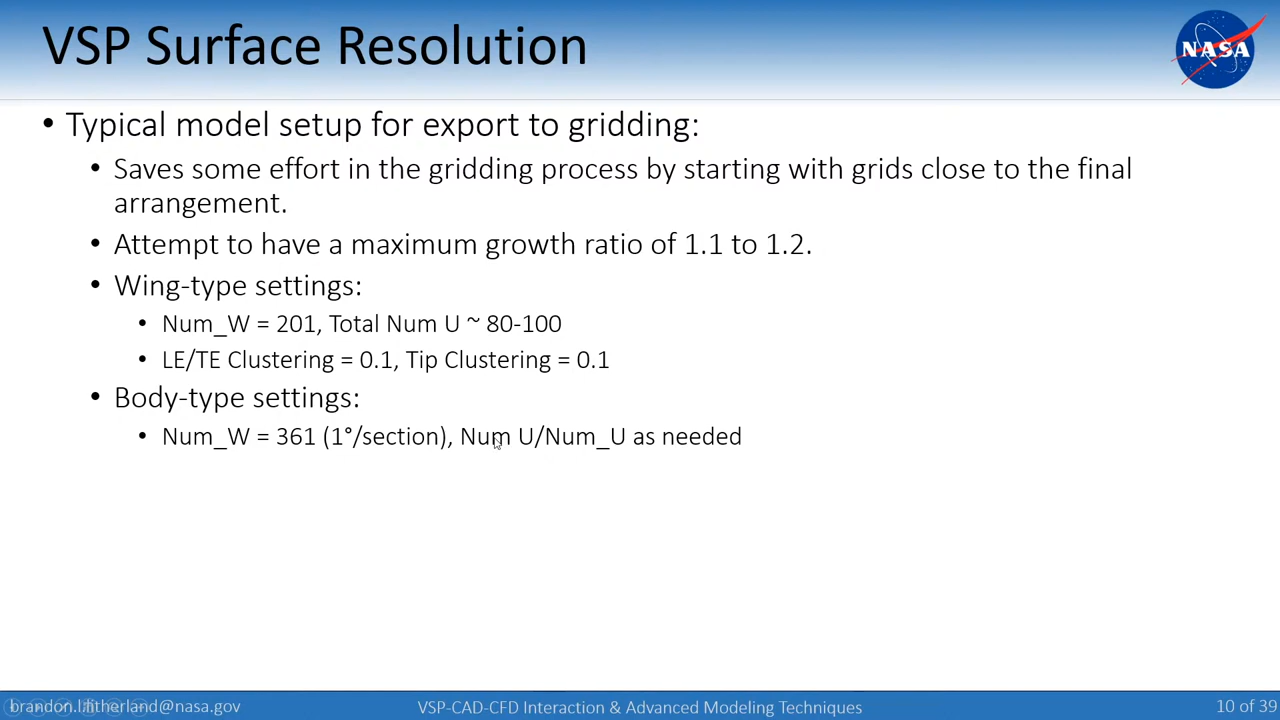 VSP Surface Resolution
NASA
• Typical model setup for export to gridding:
• Saves some effort in the gridding process by starting with grids close to the final
arrangement.
• Attempt to have a maximum growth ratio of 1.1 to 1.2.
• Wing-type settings:
• Num_W = 201, Total Num U ~ 80-100
• LE/TE Clustering = 0.1, Tip Clustering = 0.1
• Body-type settings:
• Num_W = 361 (1°/section), Num U/Num_U as needed
VSP-CAD-CFD Interaction & Advanced Modeling Techniques
10 of 39